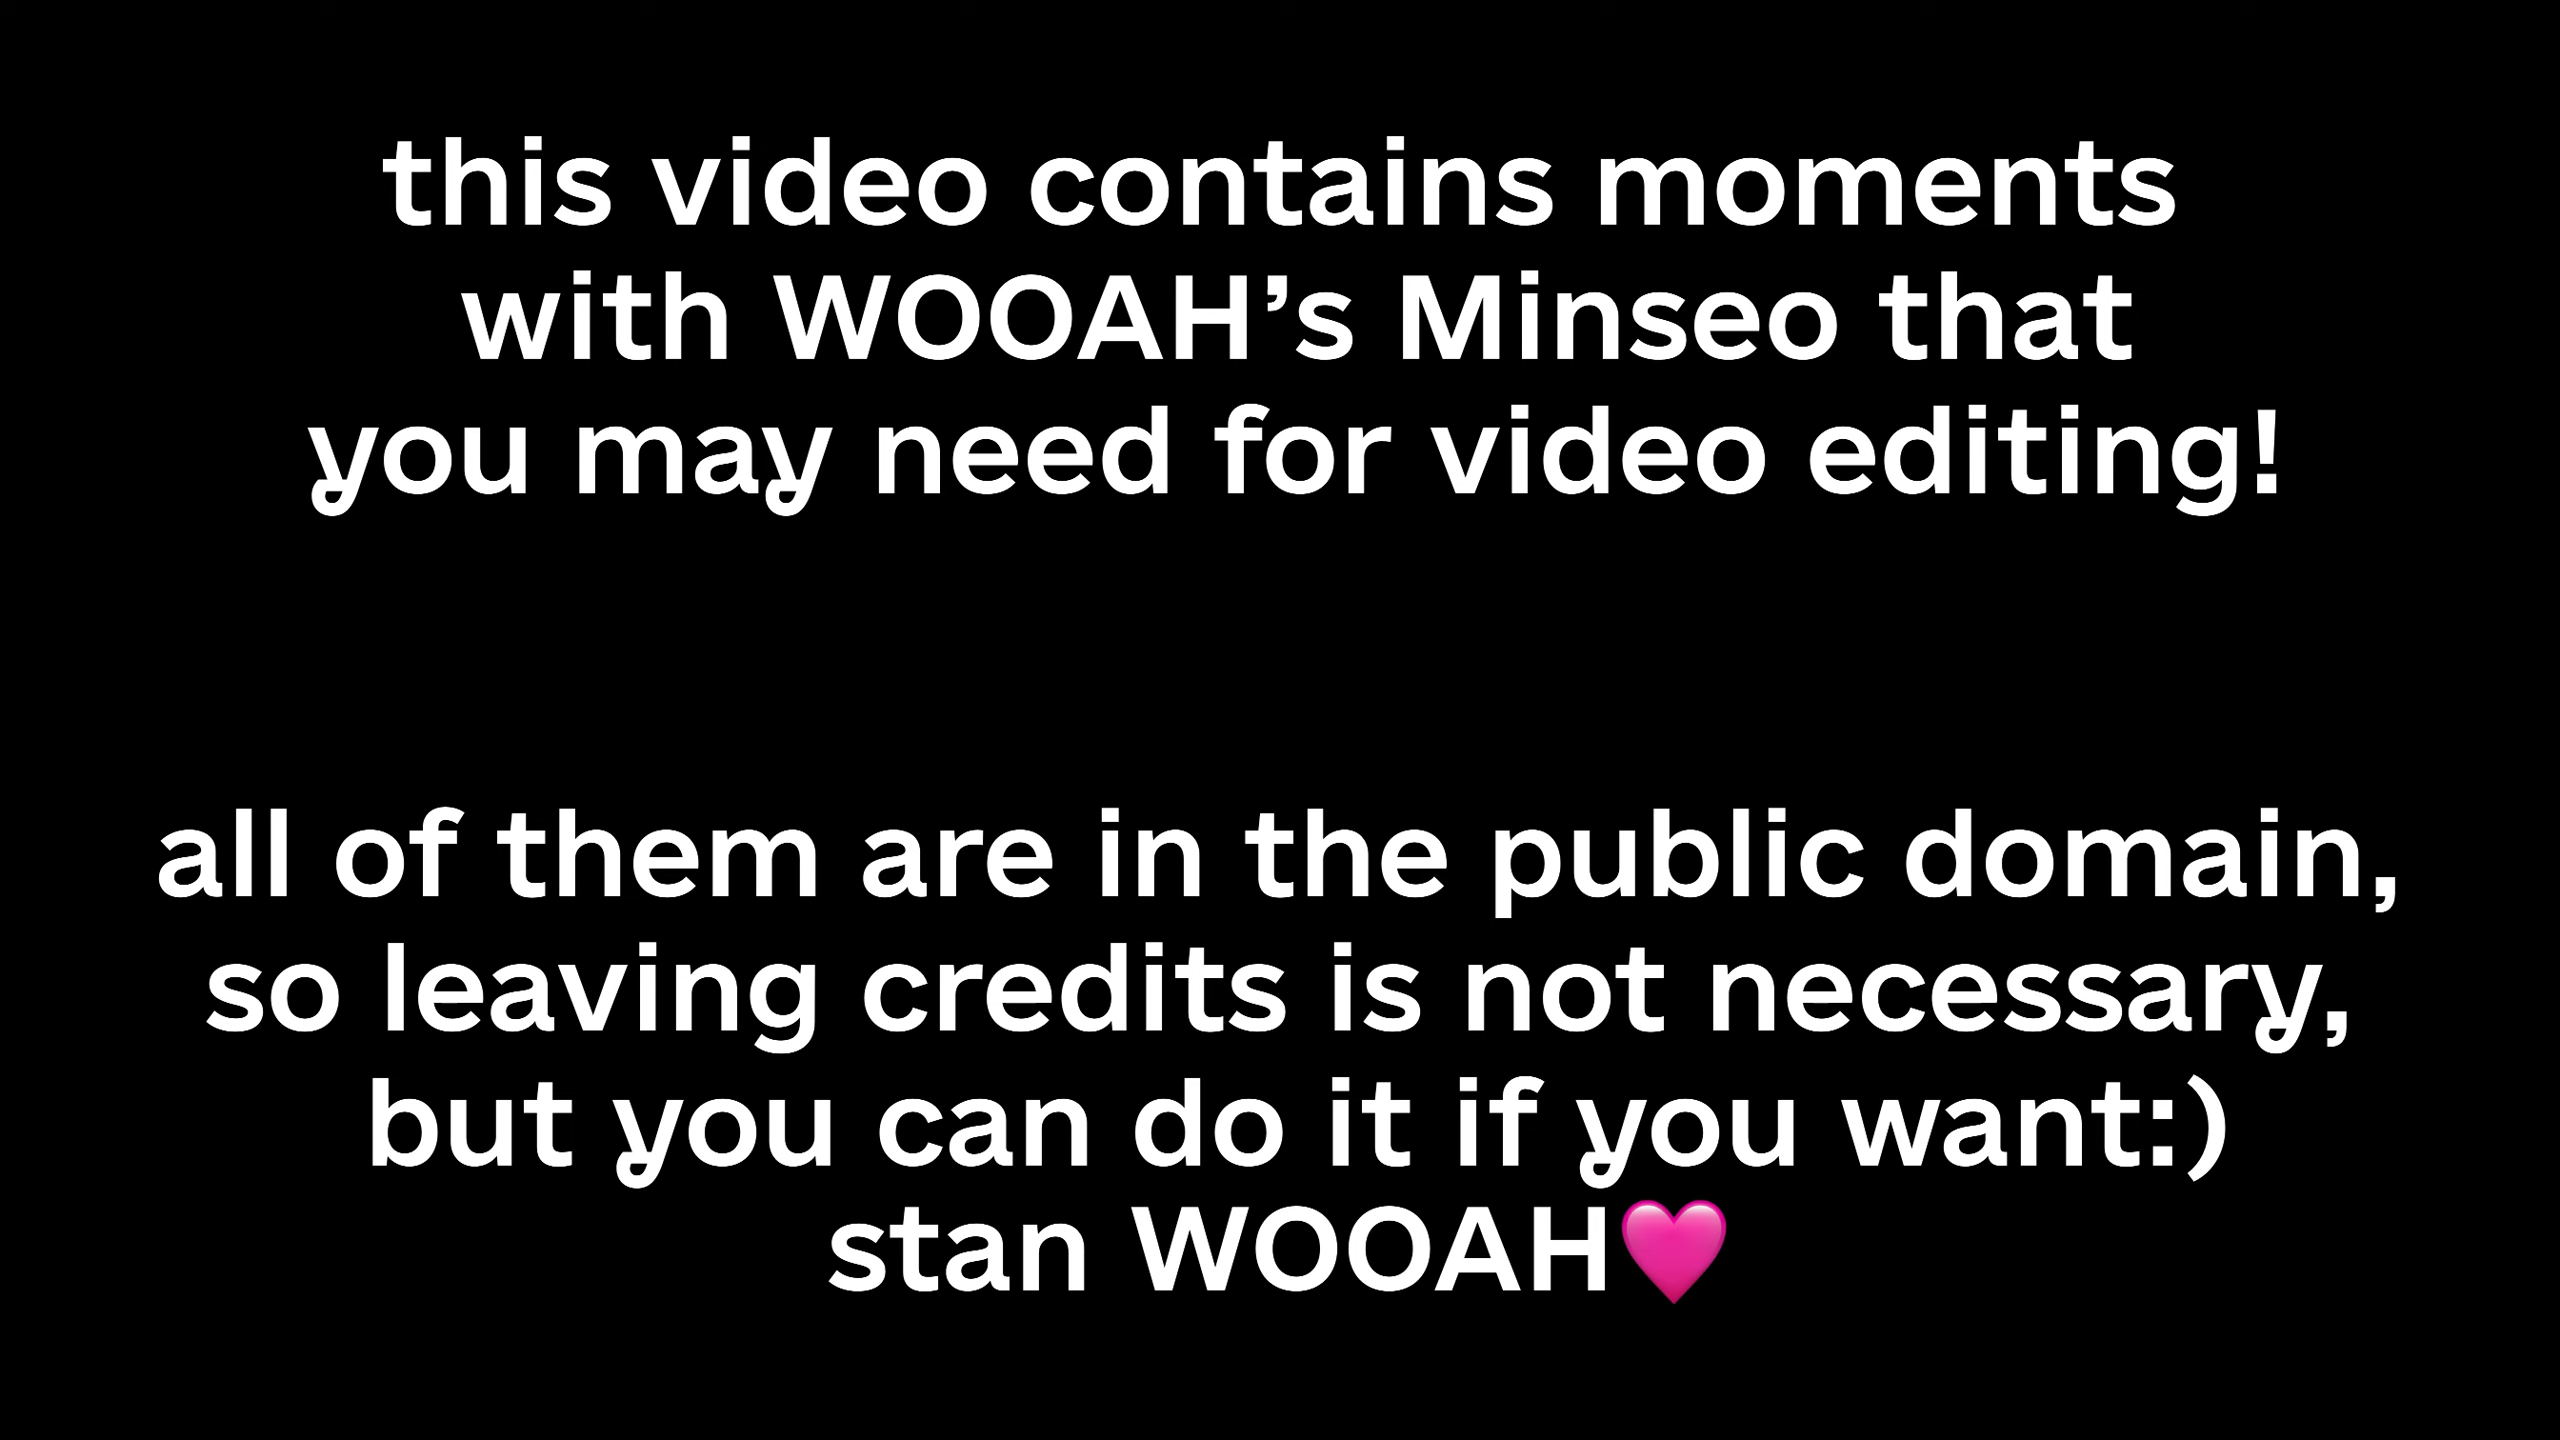 this video contains moments
with WOOAH’s Minseo that
you may need for video editing!
all of them are in the public domain,
so leaving credits is not necessary,
but you can do it if you want:)
stan WOOAH🩷